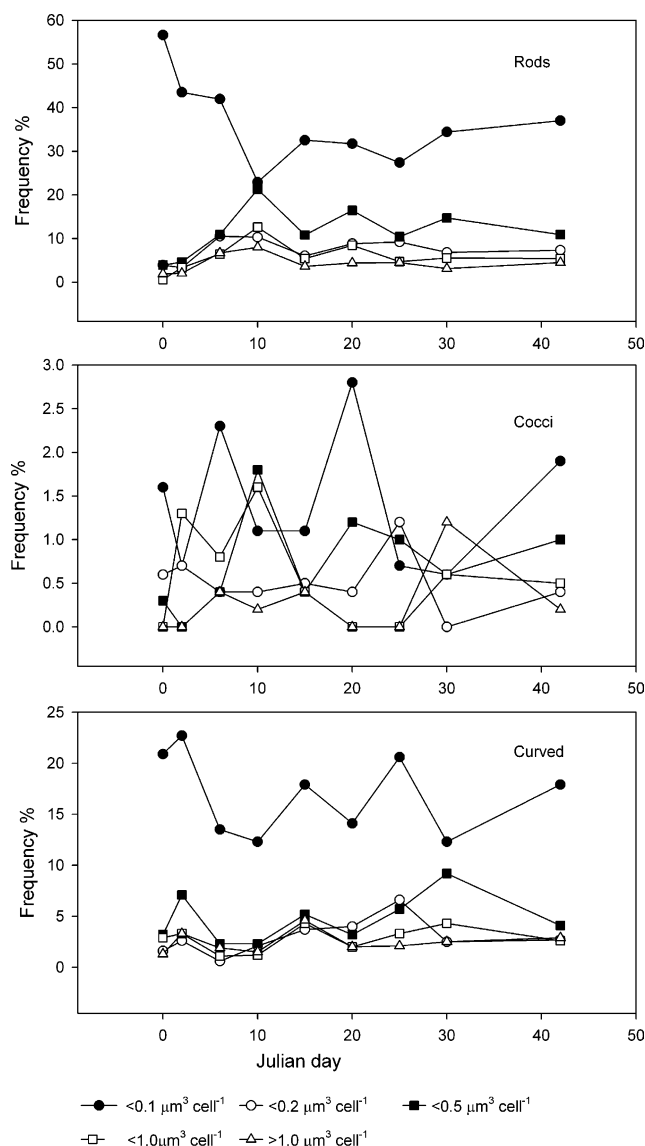 60
50
40
30
20
10
0
Frequency %
Rods
0 10 20 30 40 50
3.0
2.5
2.0
1.5
1.0
0.5
0.0
Frequency %
Cocci
0 10 20 30 40 50
25
20
15
10
5
0
Frequency %
Curved
0 10 20 30 40 50
Julian day
<0.1 μm³ cell⁻¹ <0.2 μm³ cell⁻¹ <0.5 μm³ cell⁻¹
<1.0μm³ cell⁻¹ >1.0 μm³ cell⁻¹